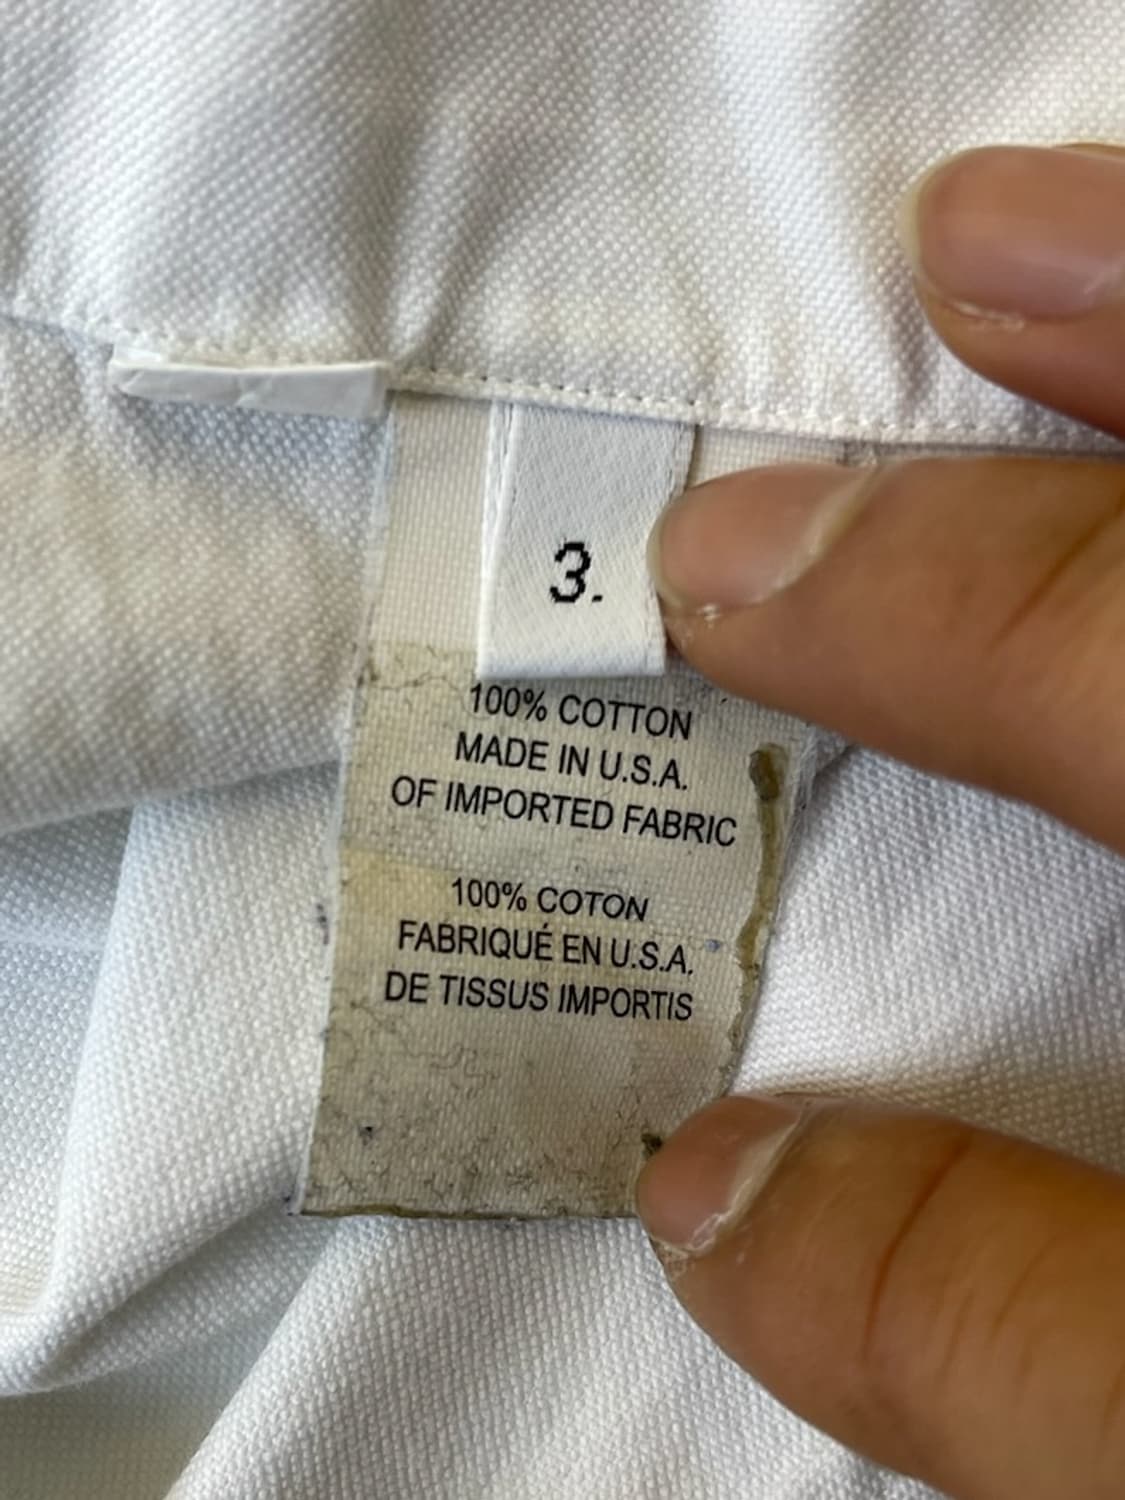 3.
100% COTTON
MADE IN U.S.A.
OF IMPORTED FABRIC
100% COTON
FABRIQUÉ EN U.S.A.
DE TISSUS IMPORTIS